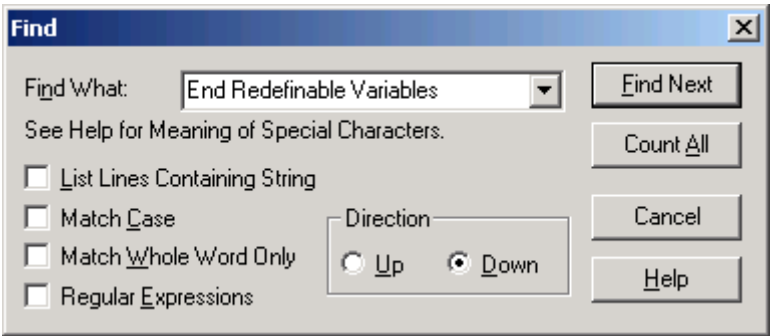 Find
Find What: End Redefinable Variables Find Next
See Help for Meaning of Special Characters.
Count All
List Lines Containing String
Match Case Direction Cancel
Match Whole Word Only Up Down
Regular Expressions Help